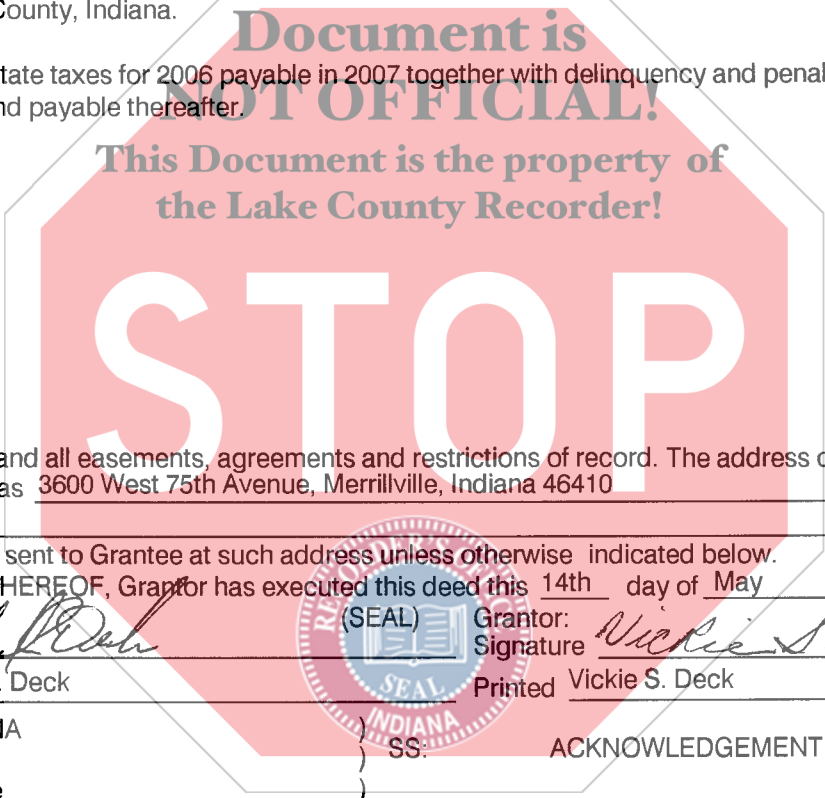 County, Indiana.
Document is
tate taxes for 2006 payable in 2007 together with delinquency and penal
NOT OFFICIAL!
nd payable thereafter.
This Document is the property of
the Lake County Recorder!
STOP
and all easements, agreements and restrictions of record. The address o
as 3600 West 75th Avenue, Merrillville, Indiana 46410
sent to Grantee at such address unless otherwise indicated below.
HEREOF, Grantor has executed this deed this 14th day of May
(SEAL) Grantor:
Signature Vickie S
. Deck Printed Vickie S. Deck
RECORDER'S OFFICE
SEAL
INDIANA
IA
) SS: ACKNOWLEDGEMENT
)
)